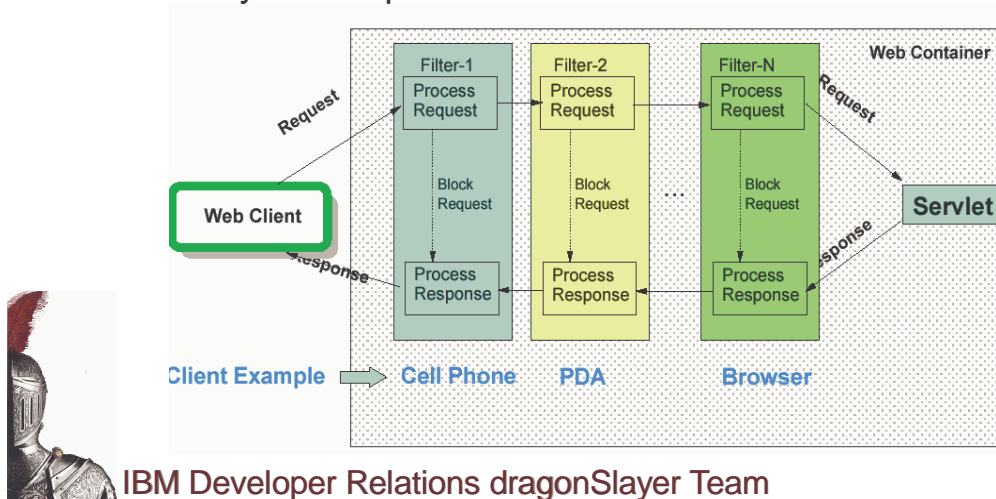 Web Container
Filter-1
Filter-2
Filter-N
Process
Request
Process
Request
Process
Request
Request
Request
Block
Request
Block
Request
...
Block
Request
Web Client
Servlet
Response
sponse
Process
Response
Process
Response
Process
Response
Client Example
Cell Phone
PDA
Browser
IBM Developer Relations dragonSlayer Team